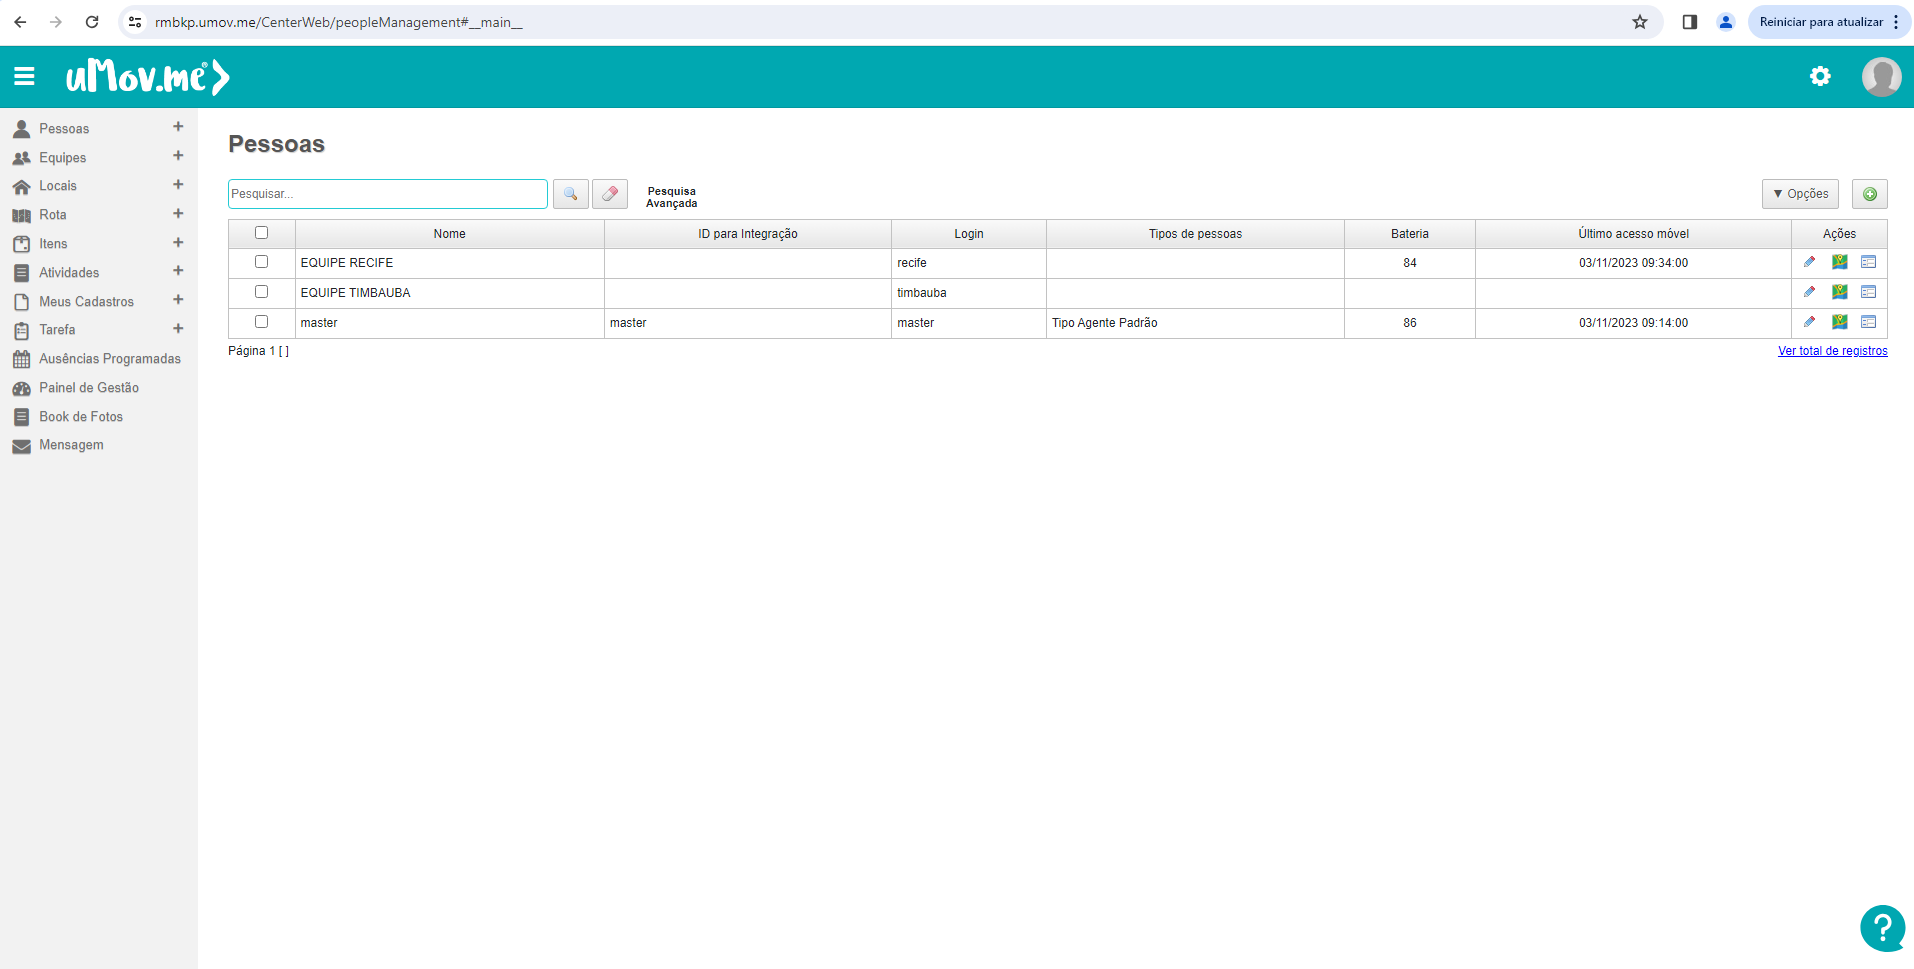 rmbkp.umov.me/CenterWeb/peopleManagement#__main__
Reiniciar para atualizar
uMov.me®
Pessoas +
Equipes +
Locais +
Rota +
Itens +
Atividades +
Meus Cadastros +
Tarefa +
Ausências Programadas
Painel de Gestão
Book de Fotos
Mensagem
Pessoas
Pesquisar...
Pesquisa
Avançada
▼ Opções
Nome ID para Integração Login Tipos de pessoas Bateria Último acesso móvel Ações
EQUIPE RECIFE recife 84 03/11/2023 09:34:00
EQUIPE TIMBAUBA timbauba
master master master Tipo Agente Padrão 86 03/11/2023 09:14:00
Página 1 [ ]
Ver total de registros
?